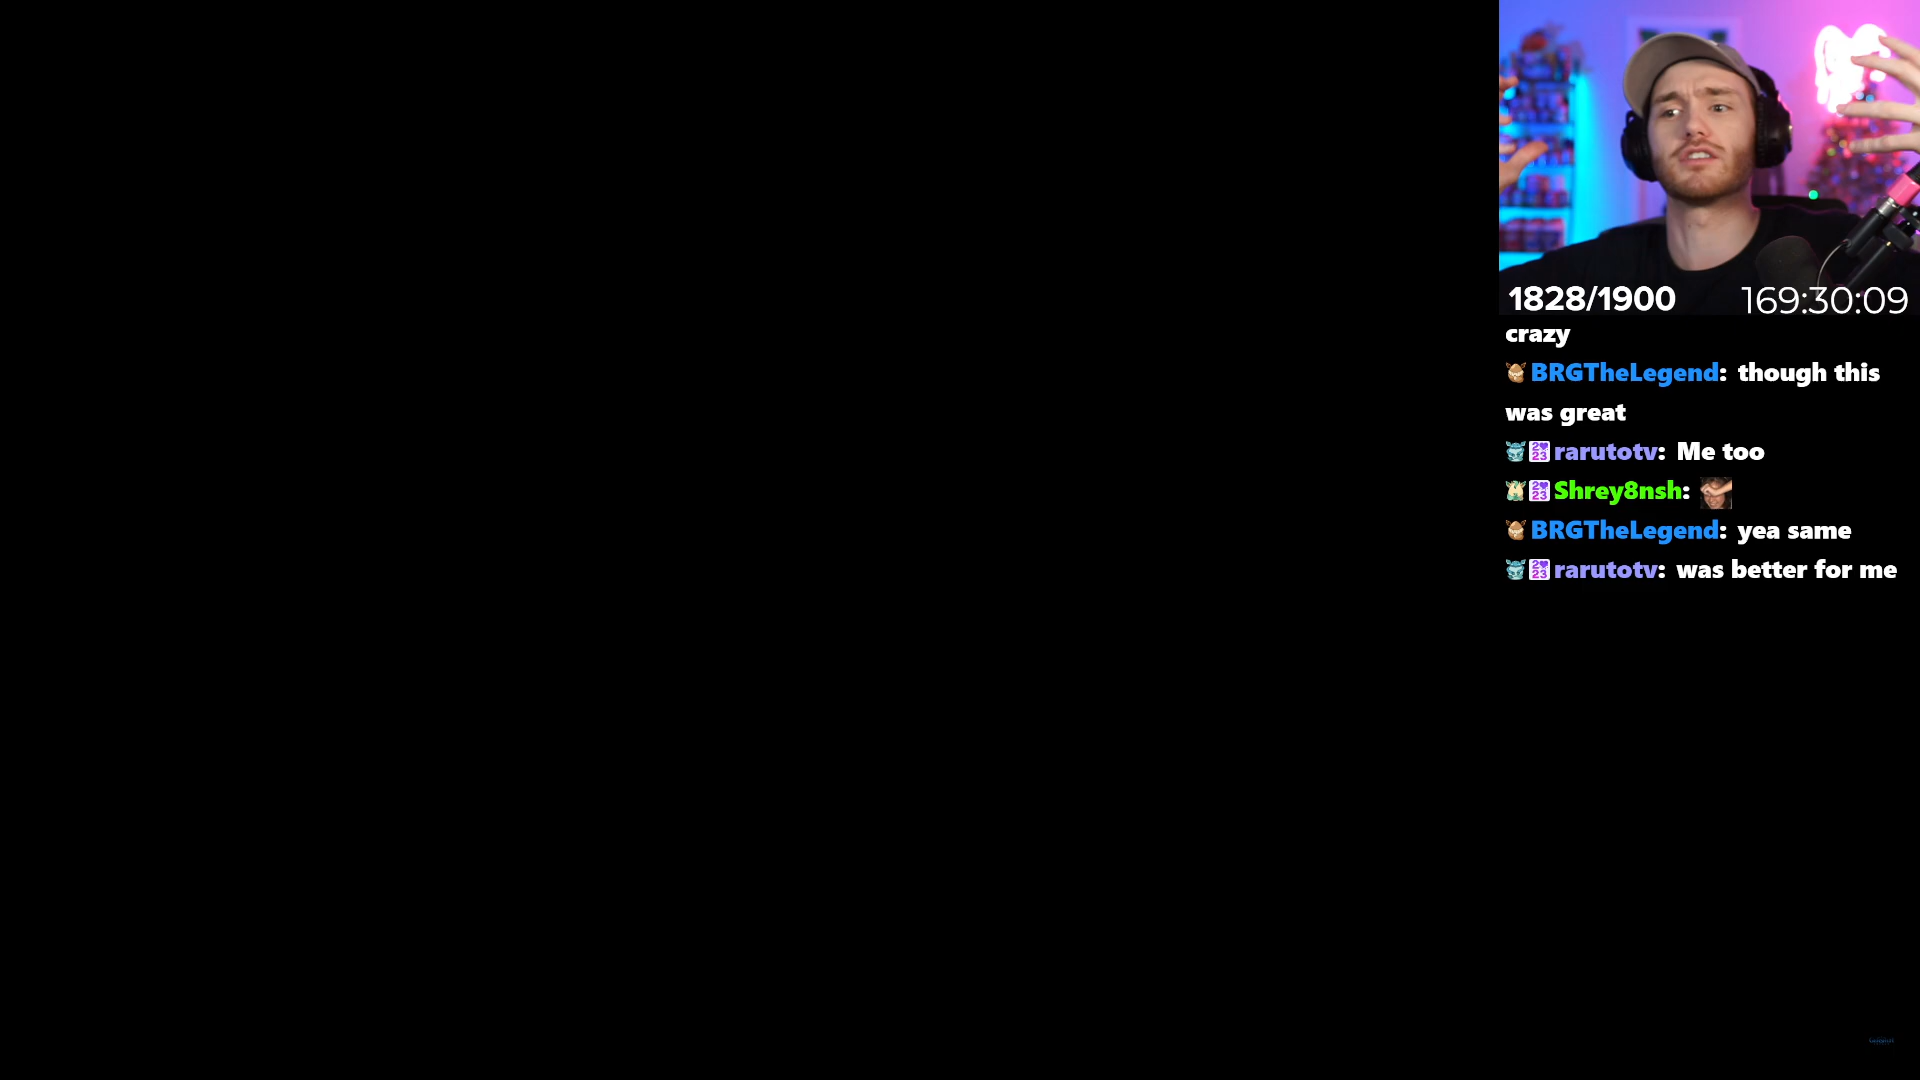 1828/1900 169:30:09
crazy
BRGTheLegend: though this
was great
rarutotv: Me too
Shrey8nsh:
BRGTheLegend: yea same
rarutotv: was better for me